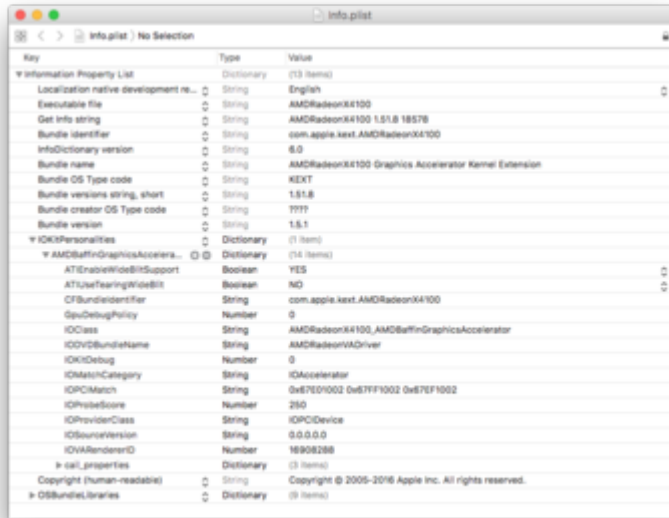 Info.plist
Info.plist No Selection
Key Type Value
Information Property List Dictionary (13 items)
Localization native development re... String English
Executable file String AMDRadeonX4100
Get Info string String AMDRadeonX4100 1.51.8 18578
Bundle identifier String com.apple.kext.AMDRadeonX4100
InfoDictionary version String 6.0
Bundle name String AMDRadeonX4100 Graphics Accelerator Kernel Extension
Bundle OS Type code String KEXT
Bundle versions string, short String 1.51.8
Bundle creator OS Type code String ????
Bundle version String 1.5.1
IOKitPersonalities Dictionary (1 item)
AMDBaffinGraphicsAccelera... Dictionary (14 items)
ATIEnableWideBlitSupport Boolean YES
ATIUseTearingWideBlit Boolean NO
CFBundleIdentifier String com.apple.kext.AMDRadeonX4100
GpuDebugPolicy Number 0
IOClass String AMDRadeonX4100_AMDBaffinGraphicsAccelerator
IODVDBundleName String AMDRadeonVADriver
IOKitDebug Number 0
IOMatchCategory String IOAccelerator
IOPCIMatch String 0x67E01002 0x67FF1002 0x67EF1002
IOProbeScore Number 250
IOProviderClass String IOPCIDevice
IOSourceVersion String 0.0.0.0.0
IOVARendererID Number 16908288
cail_properties Dictionary (3 items)
Copyright (human-readable) String Copyright © 2005-2016 Apple Inc. All rights reserved.
OSBundleLibraries Dictionary (9 items)